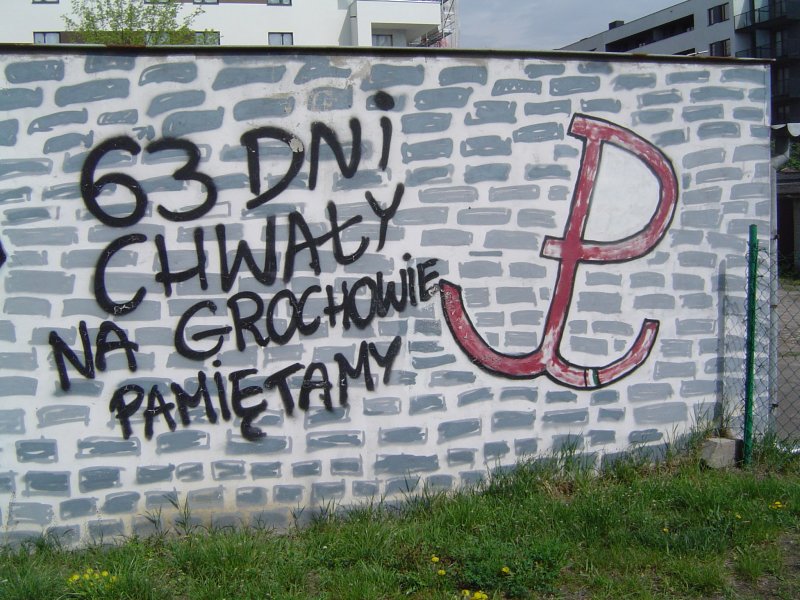 63 DNi
CHWAŁY
NA GROCHOWiE
PAMiĘTAMY